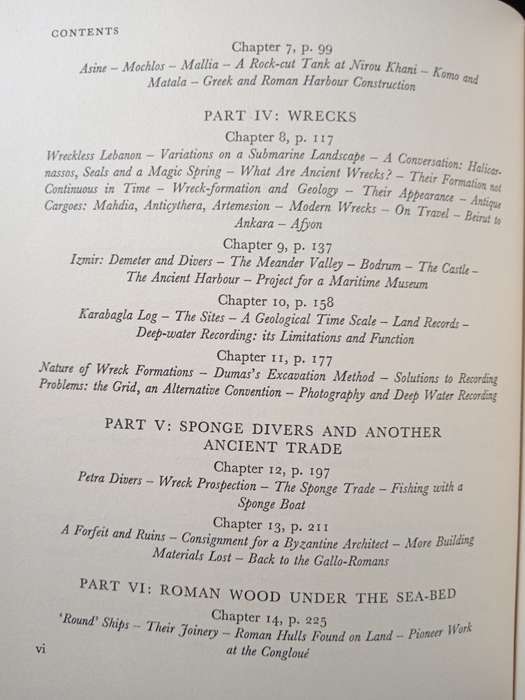 CONTENTS
Chapter 7, p. 99
Asine – Mochlos – Mallia – A Rock-cut Tank at Nirou Khani – Komo and
Matala – Greek and Roman Harbour Construction
PART IV: WRECKS
Chapter 8, p. 117
Wreckless Lebanon – Variations on a Submarine Landscape – A Conversation: Halicar-
nassos, Seals and a Magic Spring – What Are Ancient Wrecks? – Their Formation not
Continuous in Time – Wreck-formation and Geology – Their Appearance – Antique
Cargoes: Mahdia, Anticythera, Artemesion – Modern Wrecks – On Travel – Beirut to
Ankara – Afyon
Chapter 9, p. 137
Izmir: Demeter and Divers – The Meander Valley – Bodrum – The Castle –
The Ancient Harbour – Project for a Maritime Museum
Chapter 10, p. 158
Karabagla Log – The Sites – A Geological Time Scale – Land Records –
Deep-water Recording: its Limitations and Function
Chapter 11, p. 177
Nature of Wreck Formations – Dumas's Excavation Method – Solutions to Recording
Problems: the Grid, an Alternative Convention – Photography and Deep Water Recording
PART V: SPONGE DIVERS AND ANOTHER
ANCIENT TRADE
Chapter 12, p. 197
Petra Divers – Wreck Prospection – The Sponge Trade – Fishing with a
Sponge Boat
Chapter 13, p. 211
A Forfeit and Ruins – Consignment for a Byzantine Architect – More Building
Materials Lost – Back to the Gallo-Romans
PART VI: ROMAN WOOD UNDER THE SEA-BED
Chapter 14, p. 225
'Round' Ships – Their Joinery – Roman Hulls Found on Land – Pioneer Work
at the Congloué
vi